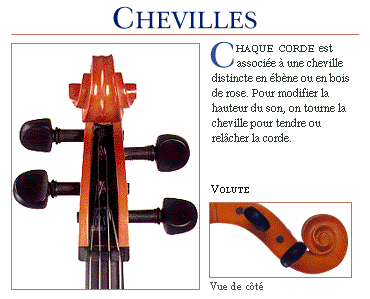 CHEVILLES
CHAQUE CORDE est
associée à une cheville
distincte en ébène ou en bois
de rose. Pour modifier la
hauteur du son, on tourne la
cheville pour tendre ou
relâcher la corde.
VOLUTE
Vue de côté